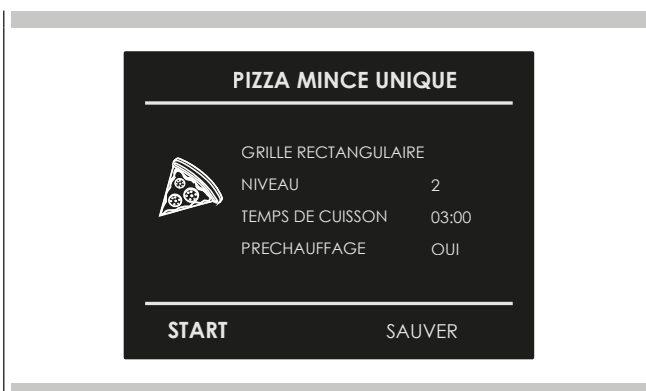 PIZZA MINCE UNIQUE
GRILLE RECTANGULAIRE
NIVEAU 2
TEMPS DE CUISSON 03:00
PRECHAUFFAGE OUI
START SAUVER